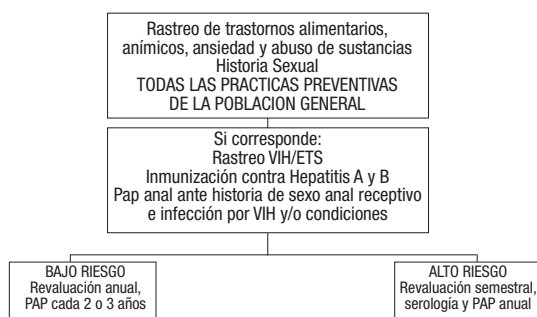 Rastreo de trastornos alimentarios,
anímicos, ansiedad y abuso de sustancias
Historia Sexual
TODAS LAS PRACTICAS PREVENTIVAS
DE LA POBLACION GENERAL
Si corresponde:
Rastreo VIH/ETS
Inmunización contra Hepatitis A y B
Pap anal ante historia de sexo anal receptivo
e infección por VIH y/o condiciones
BAJO RIESGO
Revaluación anual,
PAP cada 2 o 3 años
ALTO RIESGO
Revaluación semestral,
serología y PAP anual